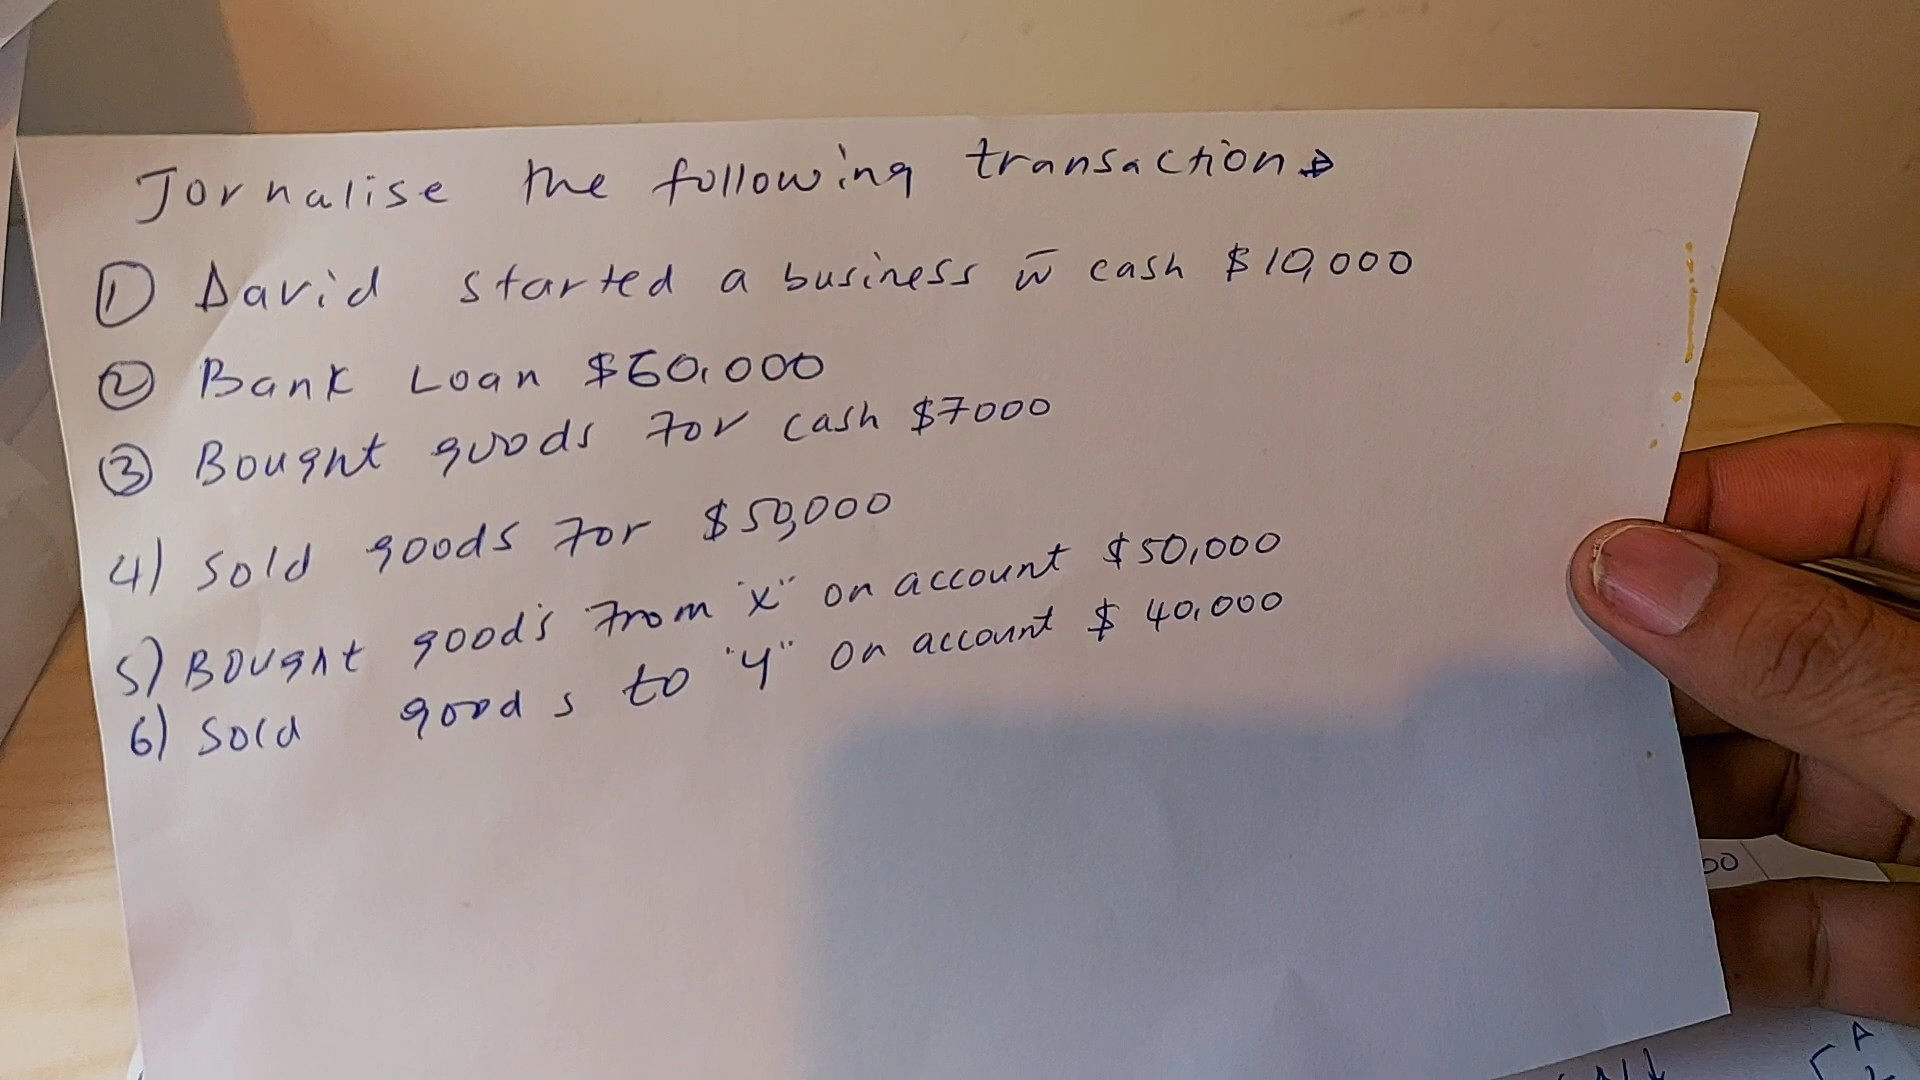 Jornalise the following transactions
① David started a business w̄ cash $10,000
② Bank Loan $60,000
③ Bought goods for cash $7000
4) Sold goods for $50,000
5) Bought goods from "x" on account $50,000
6) Sold goods to "y" on account $ 40,000
00
A